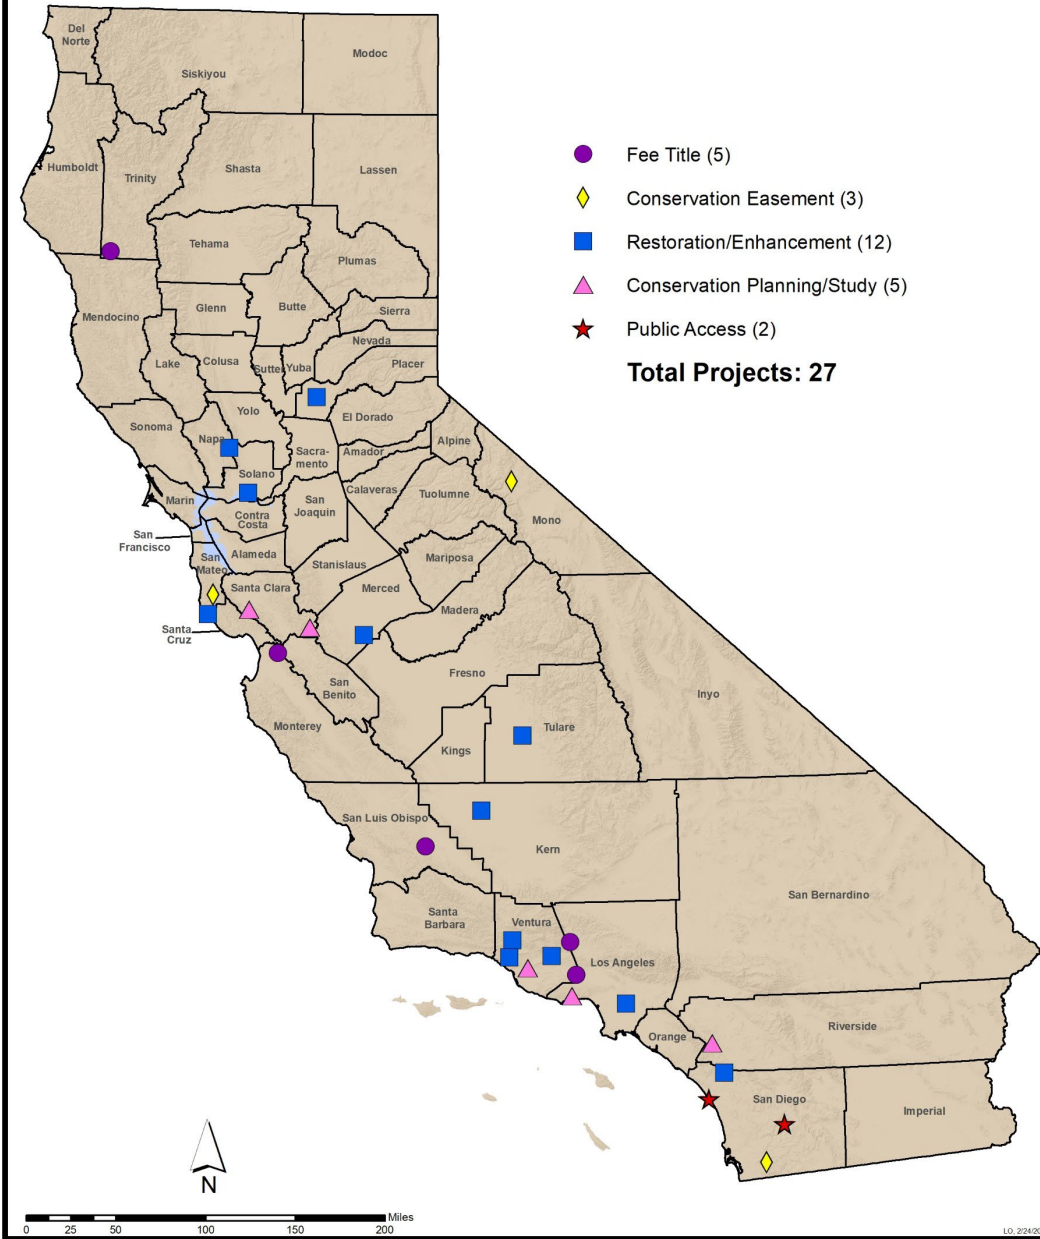 Del
Norte
Modoc
Siskiyou
Humboldt
Trinity
Shasta
Lassen
Fee Title (5)
Conservation Easement (3)
Restoration/Enhancement (12)
Conservation Planning/Study (5)
Public Access (2)
Total Projects: 27
Tehama
Plumas
Mendocino
Glenn
Butte
Sierra
Nevada
Lake
Colusa
Sutter
Yuba
Placer
Yolo
El Dorado
Sonoma
Napa
Sacra-
mento
Amador
Alpine
Solano
Calaveras
Tuolumne
Marin
San
Joaquin
Contra
Costa
Mono
San
Francisco
Alameda
San
Mateo
Stanislaus
Mariposa
Santa Clara
Merced
Madera
Santa
Cruz
Fresno
San
Benito
Inyo
Monterey
Tulare
Kings
San Luis Obispo
Kern
San Bernardino
Santa
Barbara
Ventura
Los Angeles
Orange
Riverside
San Diego
Imperial
N
Miles
0 25 50 100 150 200
LO, 2/24/20